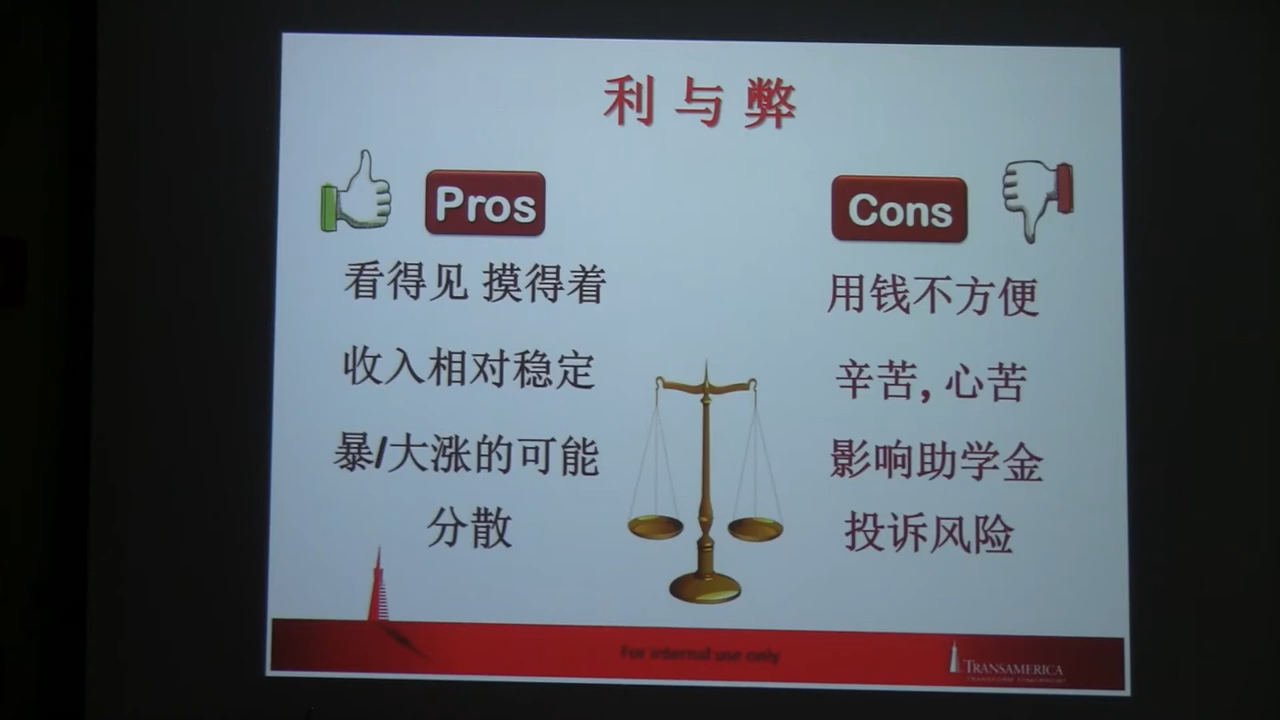 利与弊
Pros
Cons
看得见 摸得着
收入相对稳定
暴/大涨的可能
分散
用钱不方便
辛苦, 心苦
影响助学金
投诉风险
For internal use only
TRANSAMERICA
TRANSFORM TOMORROW